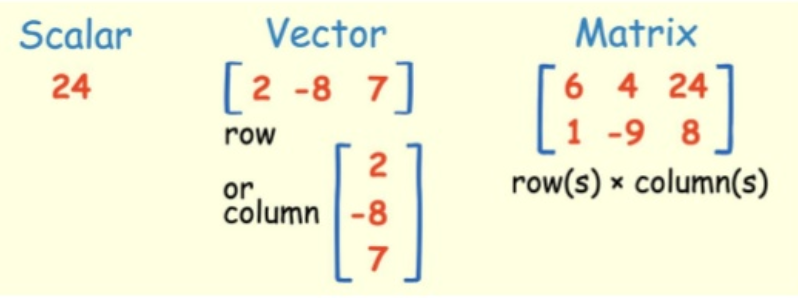 Scalar
24
Vector
[ 2 -8 7 ]
row
or
column
2
-8
7
Matrix
6 4 24
1 -9 8
row(s) × column(s)